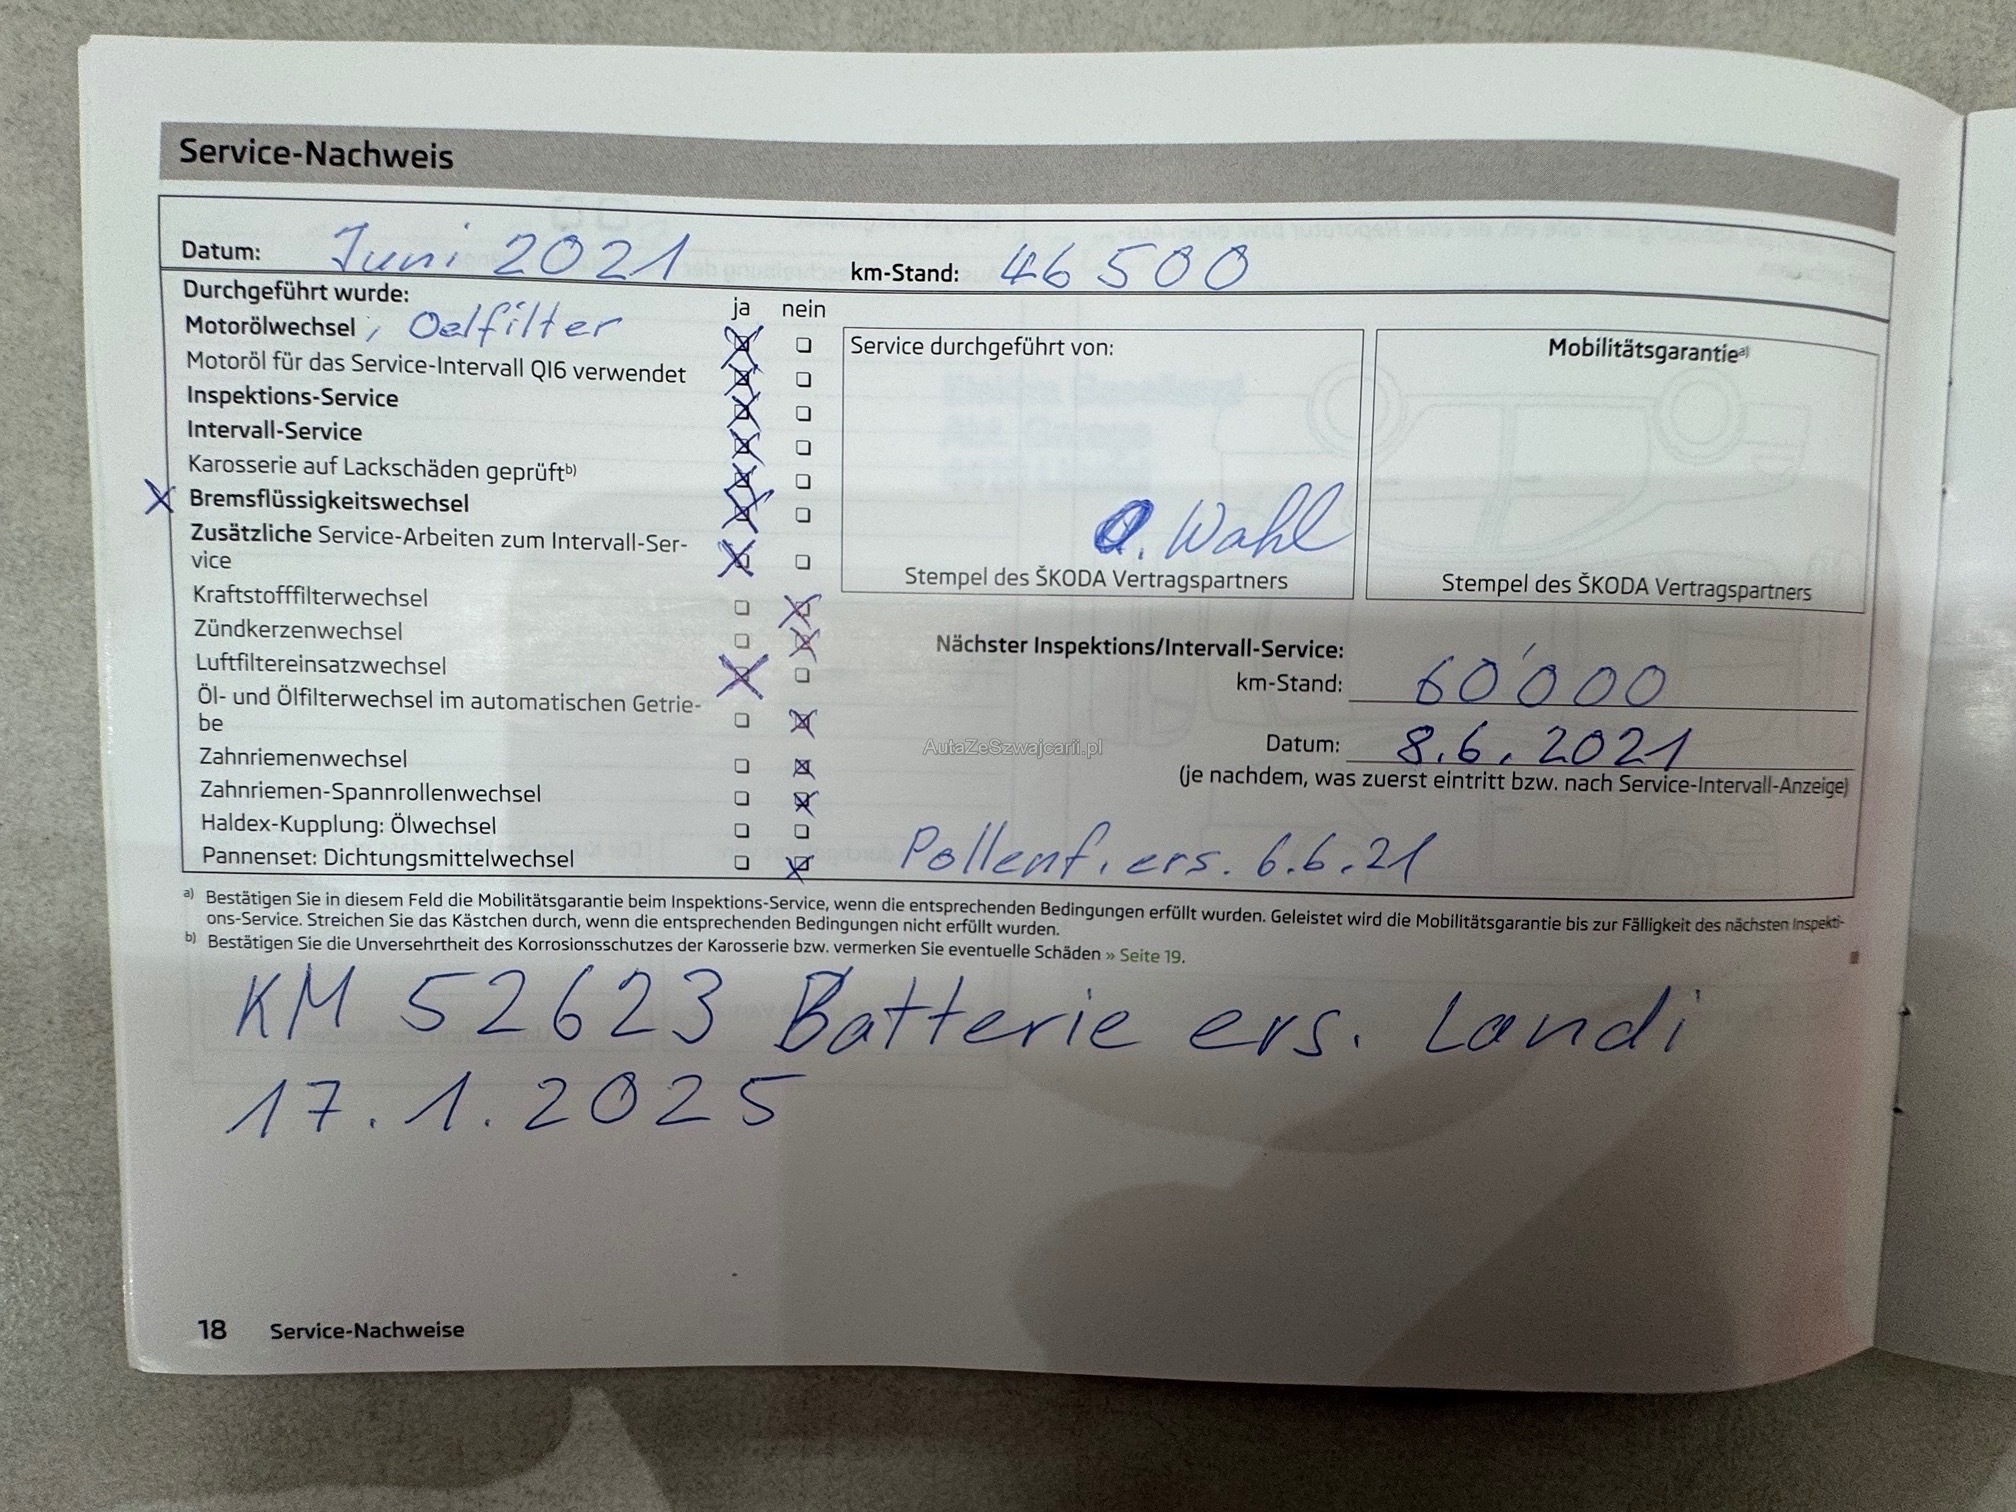 Service-Nachweis
Datum: Juni 2021 km-Stand: 46 500
Durchgeführt wurde: ja nein
Motorölwechsel, Oelfilter
Motoröl für das Service-Intervall QI6 verwendet
Inspektions-Service
Intervall-Service
Karosserie auf Lackschäden geprüft b)
X Bremsflüssigkeitswechsel
Zusätzliche Service-Arbeiten zum Intervall-Ser-
vice
Kraftstofffilterwechsel
Zündkerzenwechsel
Luftfiltereinsatzwechsel
Öl- und Ölfilterwechsel im automatischen Getrie-
be
Zahnriemenwechsel
Zahnriemen-Spannrollenwechsel
Haldex-Kupplung: Ölwechsel
Pannenset: Dichtungsmittelwechsel
Service durchgeführt von:
Wahl
Stempel des ŠKODA Vertragspartners
Mobilitätsgarantie a)
Stempel des ŠKODA Vertragspartners
Nächster Inspektions/Intervall-Service:
km-Stand: 60'000
Datum: 8.6.2021
(je nachdem, was zuerst eintritt bzw. nach Service-Intervall-Anzeige)
Pollenf. ers. 6.6.21
AutaZeSzwajcarii.pl
a) Bestätigen Sie in diesem Feld die Mobilitätsgarantie beim Inspektions-Service, wenn die entsprechenden Bedingungen erfüllt wurden. Geleistet wird die Mobilitätsgarantie bis zur Fälligkeit des nächsten Inspekti-
ons-Service. Streichen Sie das Kästchen durch, wenn die entsprechenden Bedingungen nicht erfüllt wurden.
b) Bestätigen Sie die Unversehrtheit des Korrosionsschutzes der Karosserie bzw. vermerken Sie eventuelle Schäden » Seite 19.
KM 52623 Batterie ers. Landi
17.1.2025
18 Service-Nachweise